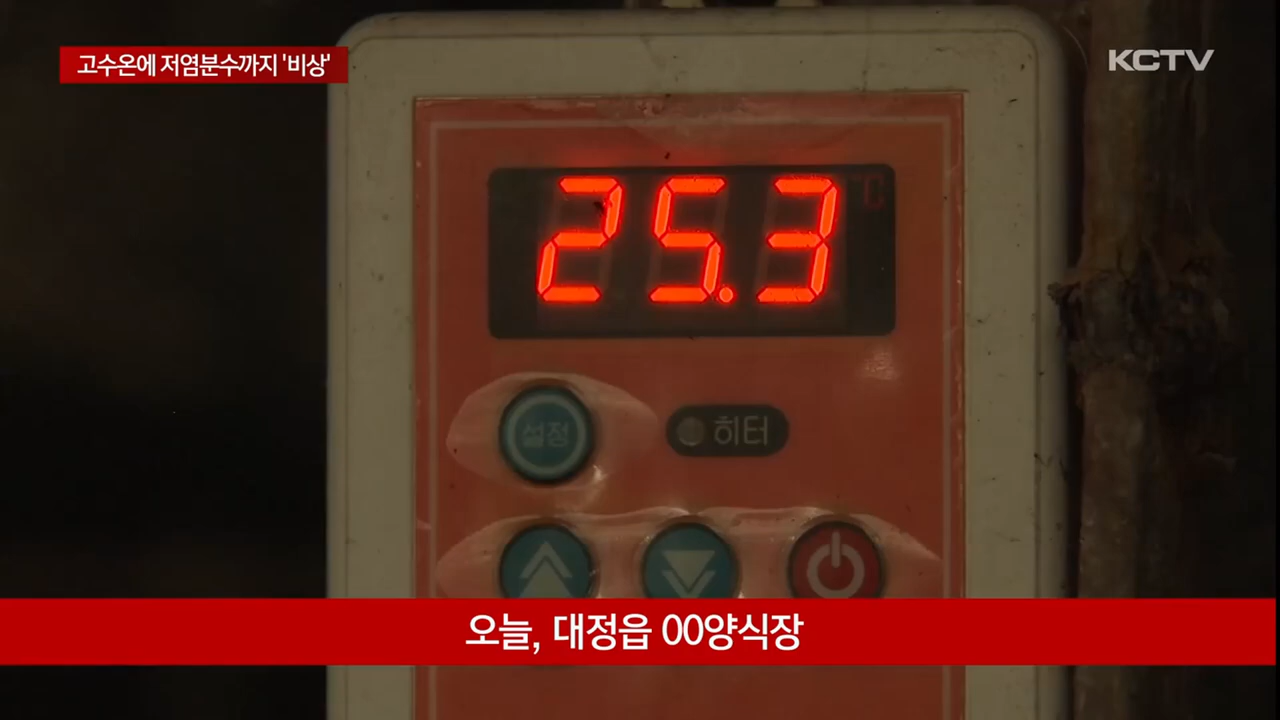 고수온에 저염분수까지 '비상'
KCTV
25.3 ℃
설정
히터
오늘, 대정읍 00양식장